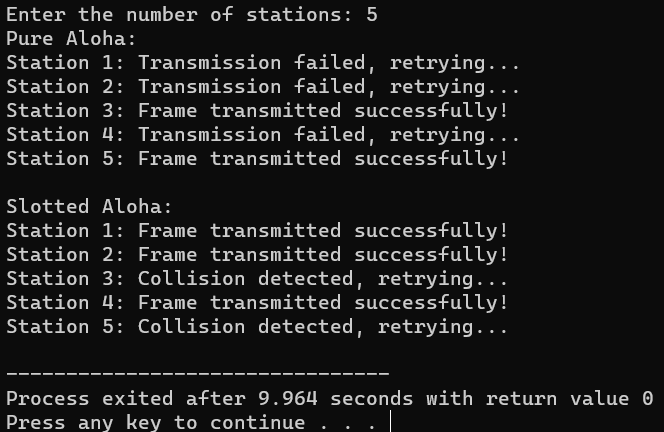 Enter the number of stations: 5
Pure Aloha:
Station 1: Transmission failed, retrying...
Station 2: Transmission failed, retrying...
Station 3: Frame transmitted successfully!
Station 4: Transmission failed, retrying...
Station 5: Frame transmitted successfully!
Slotted Aloha:
Station 1: Frame transmitted successfully!
Station 2: Frame transmitted successfully!
Station 3: Collision detected, retrying...
Station 4: Frame transmitted successfully!
Station 5: Collision detected, retrying...
--------------------------------
Process exited after 9.964 seconds with return value 0
Press any key to continue . . .